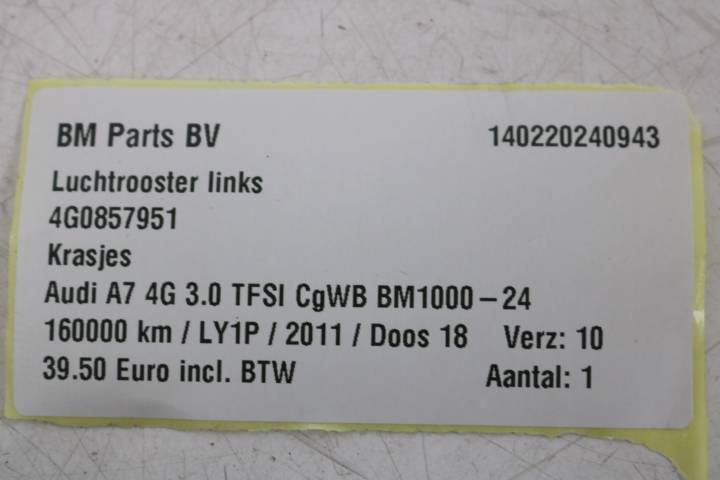 BM Parts BV 140220240943
Luchtrooster links
4G0857951
Krasjes
Audi A7 4G 3.0 TFSI CgWB BM1000-24
160000 km / LY1P / 2011 / Doos 18 Verz: 10
39.50 Euro incl. BTW Aantal: 1